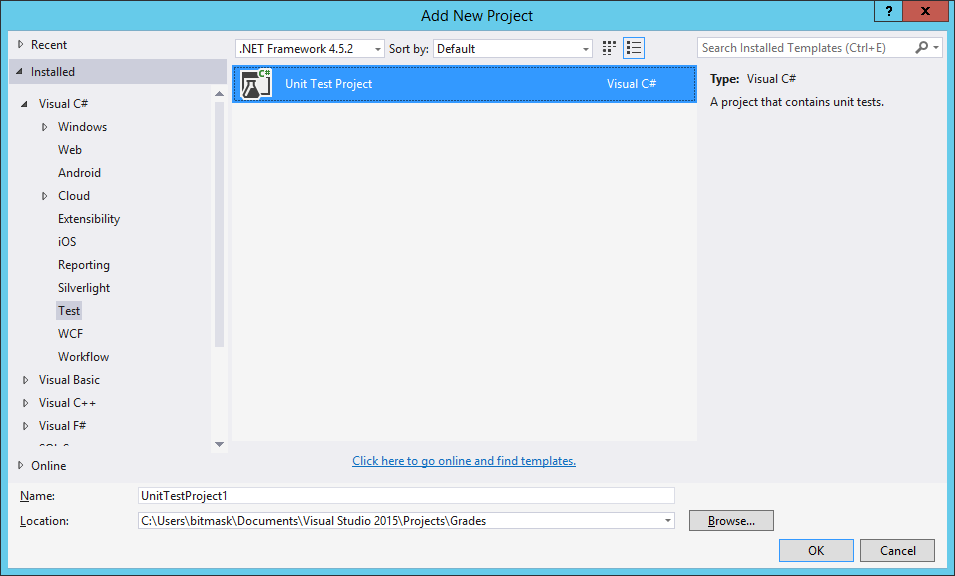 Add New Project
?
x
Recent
Installed
Visual C#
Windows
Web
Android
Cloud
Extensibility
iOS
Reporting
Silverlight
Test
WCF
Workflow
Visual Basic
Visual C++
Visual F#
Online
.NET Framework 4.5.2
Sort by: Default
Search Installed Templates (Ctrl+E)
C#
Unit Test Project Visual C#
Type: Visual C#
A project that contains unit tests.
Click here to go online and find templates.
Name: UnitTestProject1
Location: C:\Users\bitmask\Documents\Visual Studio 2015\Projects\Grades
Browse...
OK Cancel